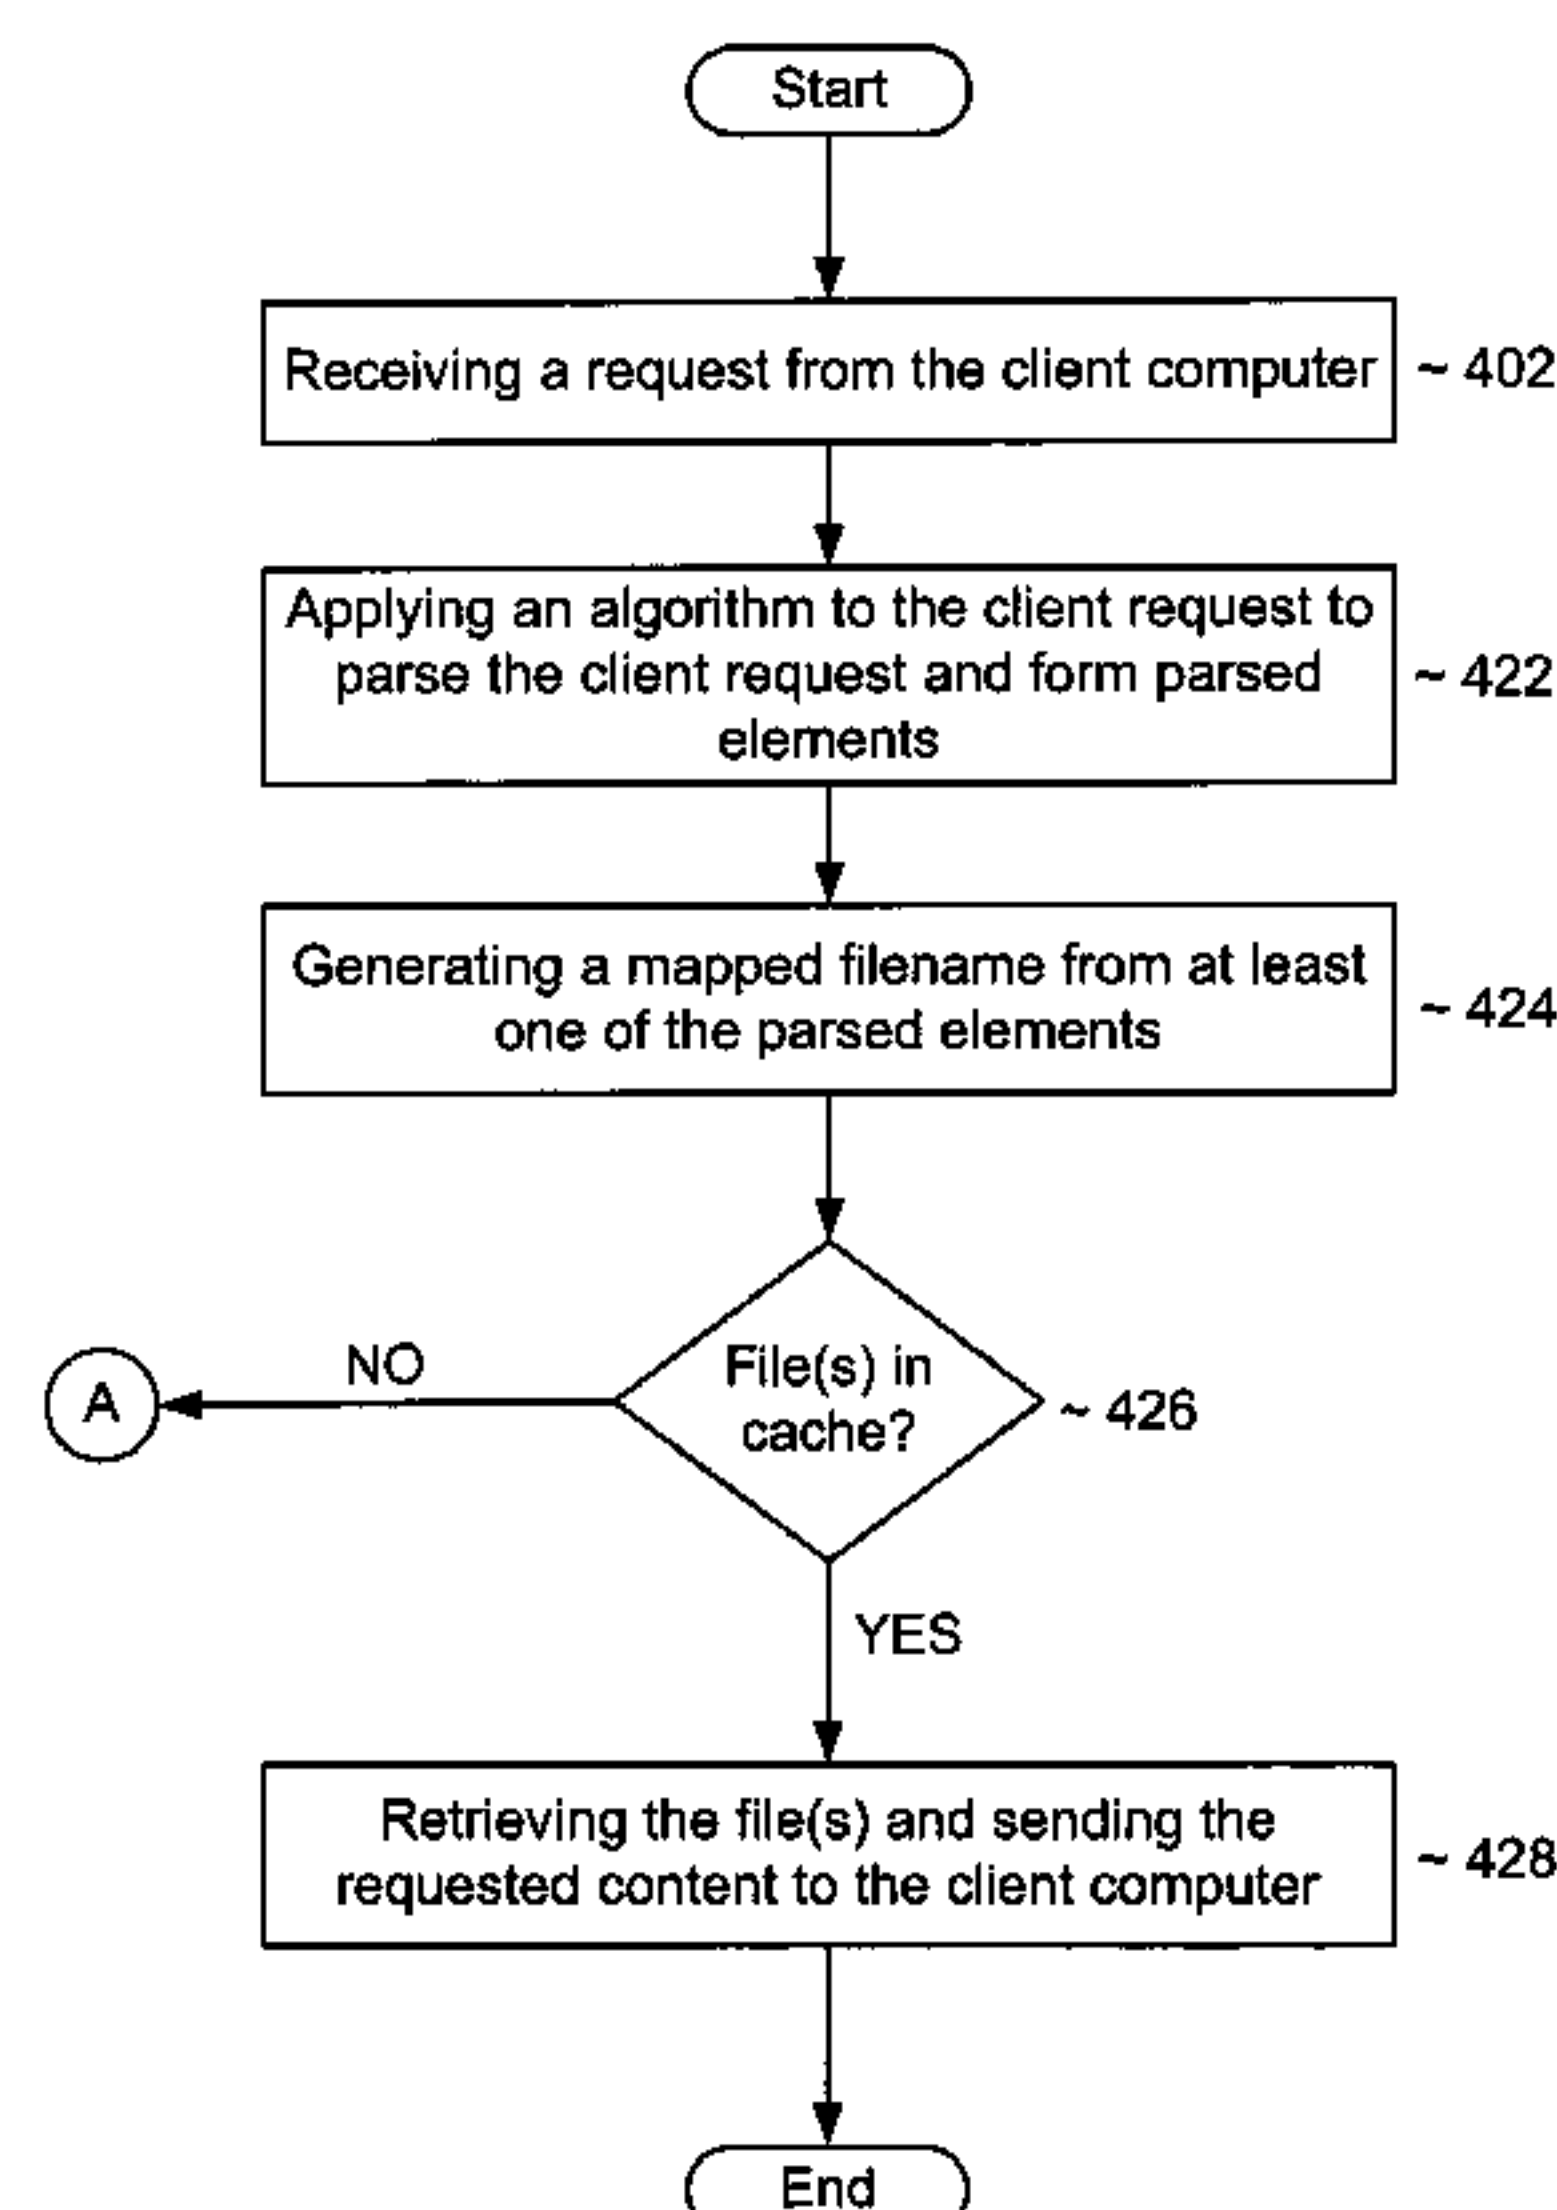 Start
Receiving a request from the client computer
~ 402
Applying an algorithm to the client request to
parse the client request and form parsed
elements
~ 422
Generating a mapped filename from at least
one of the parsed elements
~ 424
File(s) in
cache?
~ 426
NO
A
YES
Retrieving the file(s) and sending the
requested content to the client computer
~ 428
End